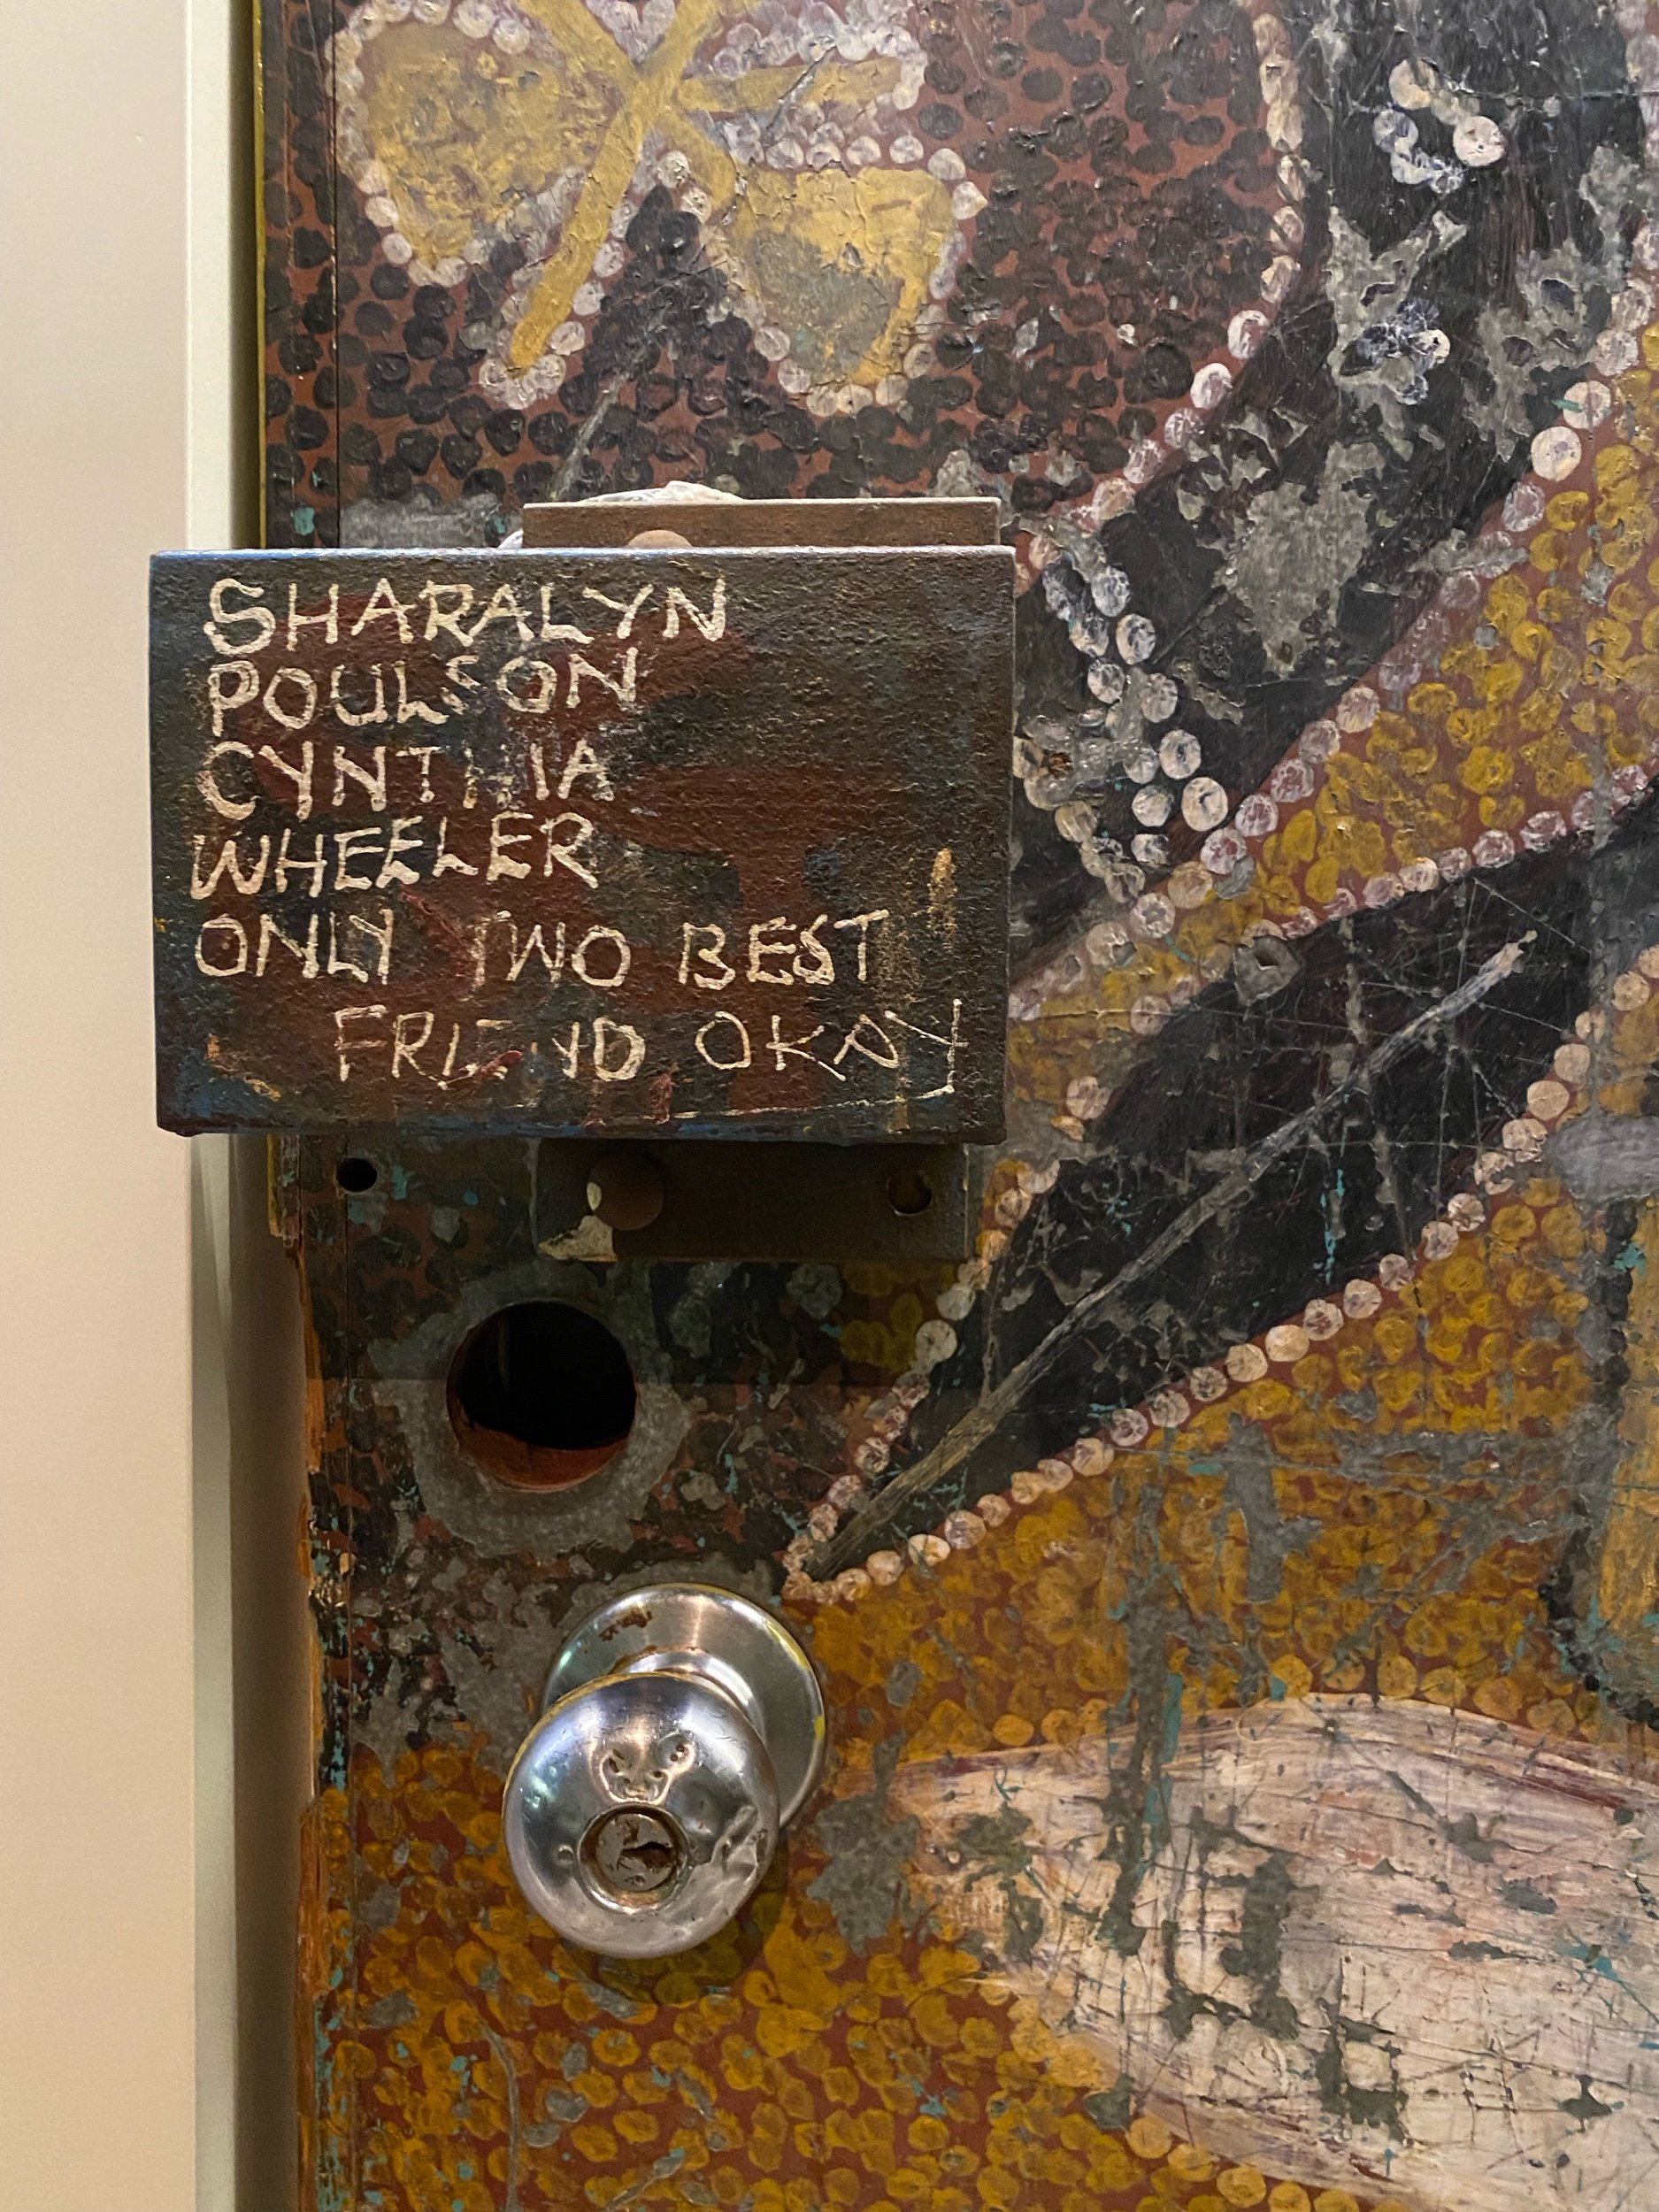 SHARALYN
POULSON
CYNTHIA
WHEELER
ONLY TWO BEST
FRIEND OKAY